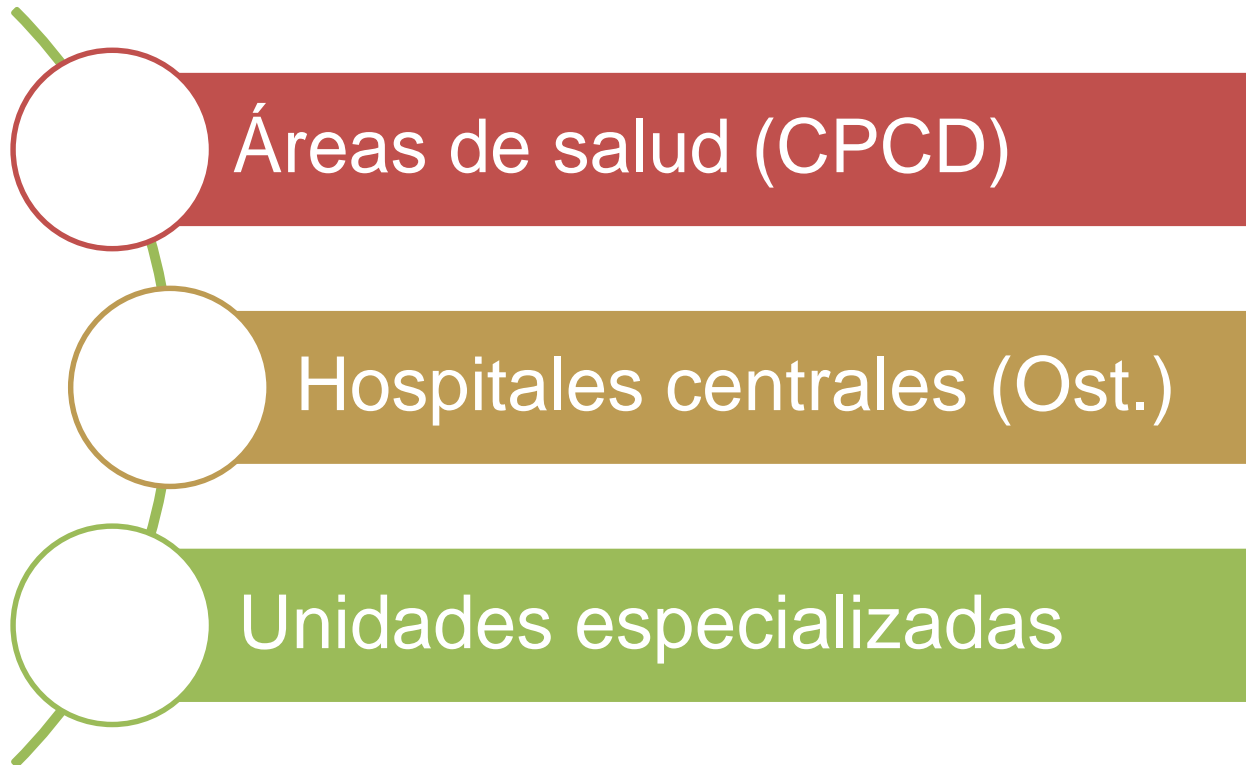 Áreas de salud (CPCD)
Hospitales centrales (Ost.)
Unidades especializadas